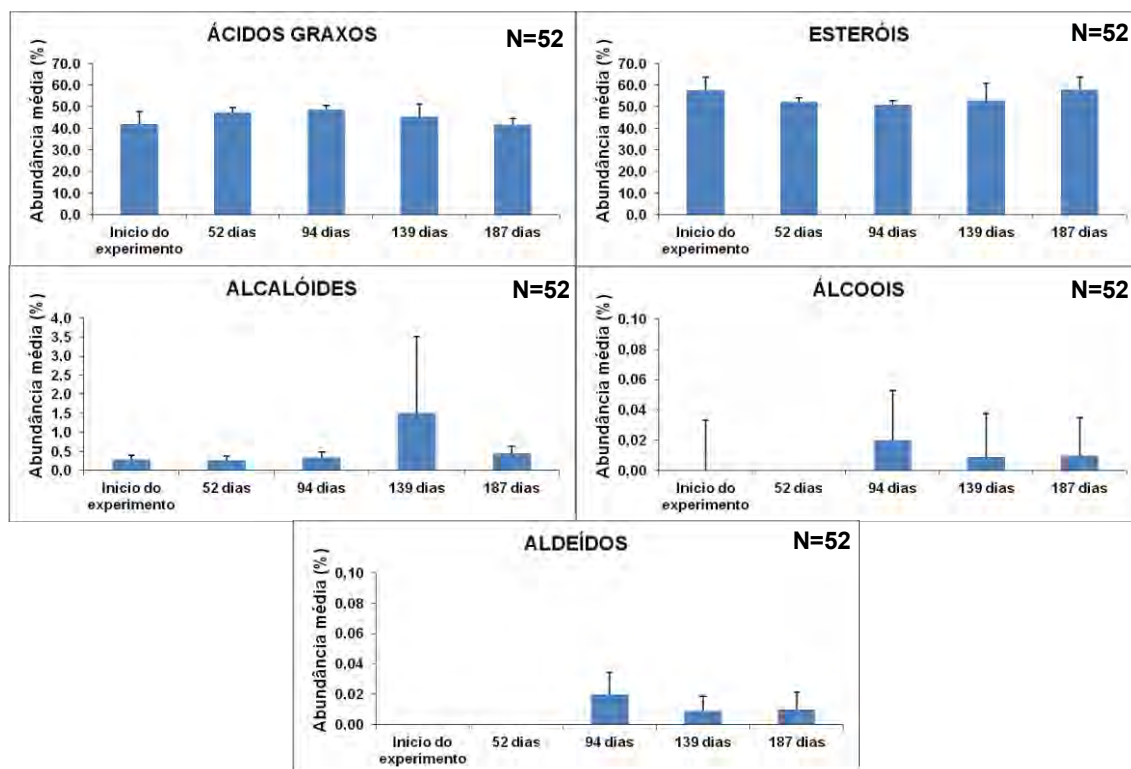 ÁCIDOS GRAXOS
N=52
Abundância média (%)
70.0
60.0
50.0
40.0
30.0
20.0
10.0
0.0
Início do experimento
52 dias
94 dias
139 dias
187 dias
ESTERÓIS
N=52
Abundância média (%)
70.0
60.0
50.0
40.0
30.0
20.0
10.0
0.0
Início do experimento
52 dias
94 dias
139 dias
187 dias
ALCALÓIDES
N=52
Abundância média (%)
4.0
3.5
3.0
2.5
2.0
1.5
1.0
0.5
0.0
Início do experimento
52 dias
94 dias
139 dias
187 dias
ÁLCOOIS
N=52
Abundância média (%)
0.10
0.08
0.06
0.04
0.02
0.00
Início do experimento
52 dias
94 dias
139 dias
187 dias
ALDEÍDOS
N=52
Abundância média (%)
0,10
0.08
0.06
0.04
0.02
0.00
Início do experimento
52 dias
94 dias
139 dias
187 dias